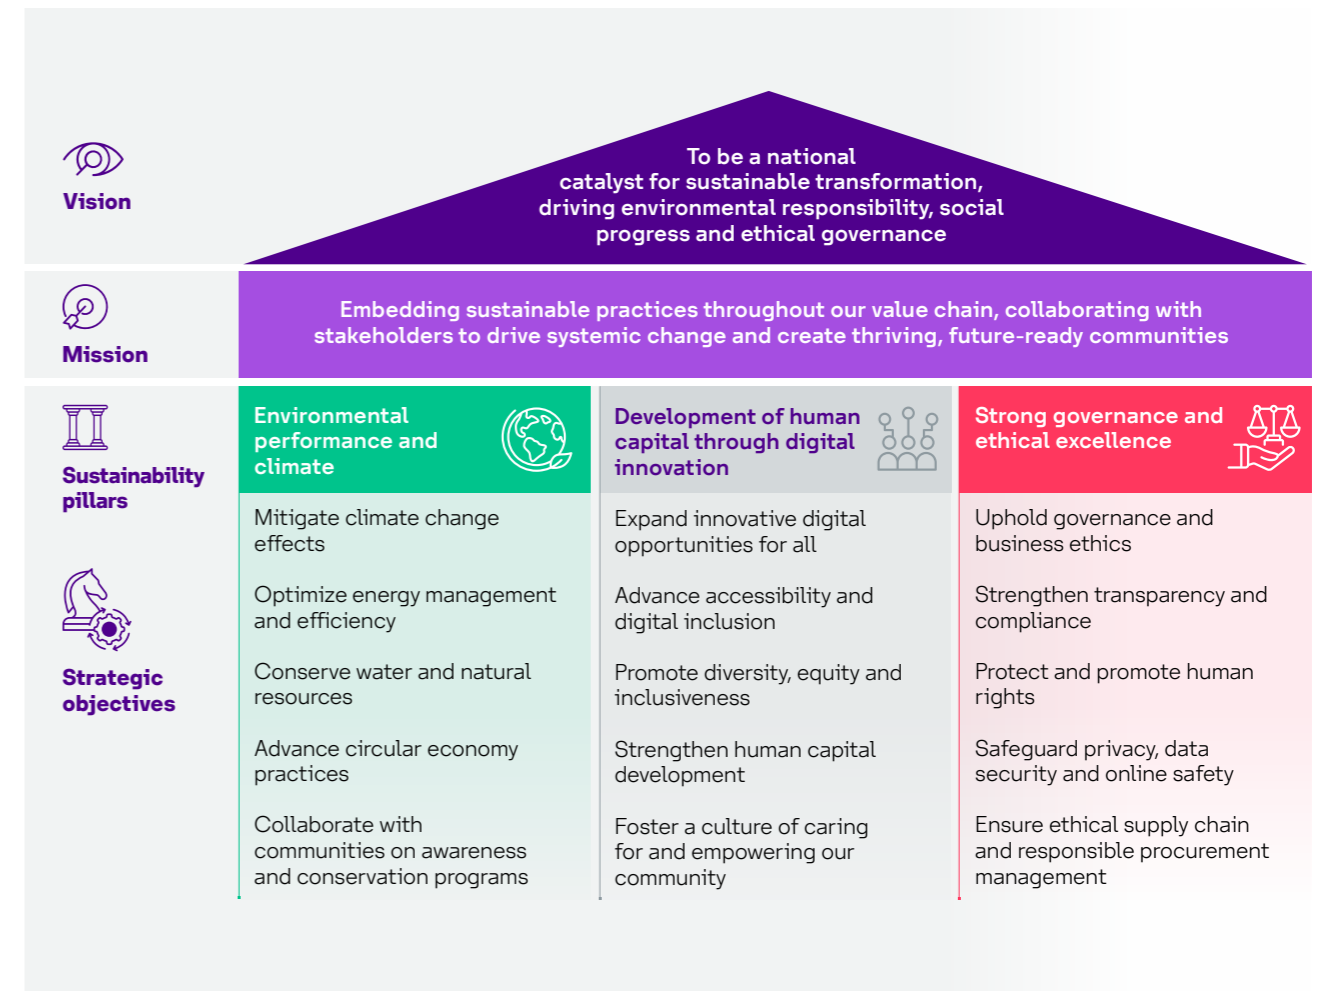 Vision
To be a national
catalyst for sustainable transformation,
driving environmental responsibility, social
progress and ethical governance
Mission
Embedding sustainable practices throughout our value chain, collaborating with
stakeholders to drive systemic change and create thriving, future-ready communities
Sustainability
pillars
Environmental
performance and
climate
Development of human
capital through digital
innovation
Strong governance and
ethical excellence
Strategic
objectives
Mitigate climate change
effects
Optimize energy management
and efficiency
Conserve water and natural
resources
Advance circular economy
practices
Collaborate with
communities on awareness
and conservation programs
Expand innovative digital
opportunities for all
Advance accessibility and
digital inclusion
Promote diversity, equity and
inclusiveness
Strengthen human capital
development
Foster a culture of caring
for and empowering our
community
Uphold governance and
business ethics
Strengthen transparency and
compliance
Protect and promote human
rights
Safeguard privacy, data
security and online safety
Ensure ethical supply chain
and responsible procurement
management